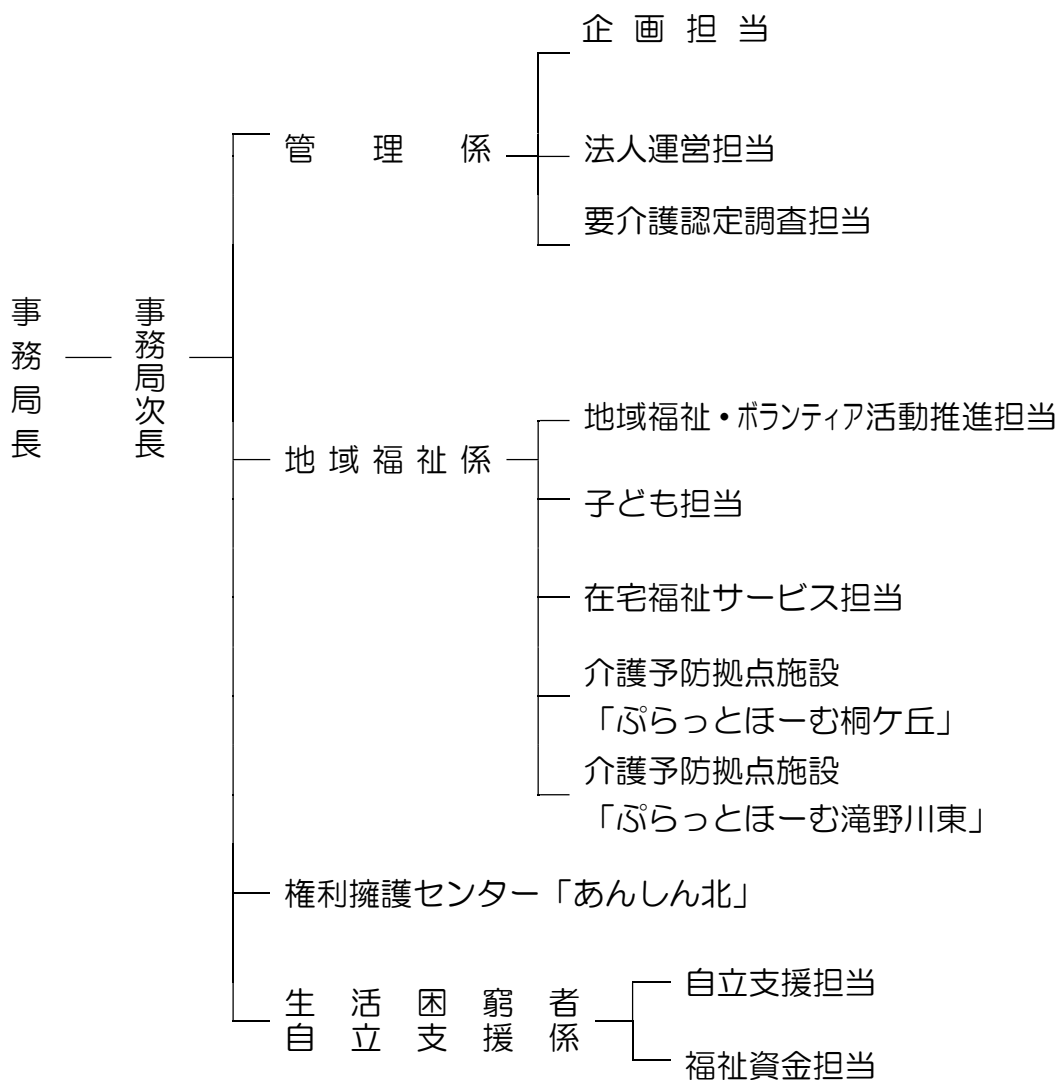 事務局長
事務局次長
管理係
企画担当
法人運営担当
要介護認定調査担当
地域福祉係
地域福祉・ボランティア活動推進担当
子ども担当
在宅福祉サービス担当
介護予防拠点施設
「ぷらっとほーむ桐ケ丘」
介護予防拠点施設
「ぷらっとほーむ滝野川東」
権利擁護センター「あんしん北」
生活困窮者
自立支援係
自立支援担当
福祉資金担当